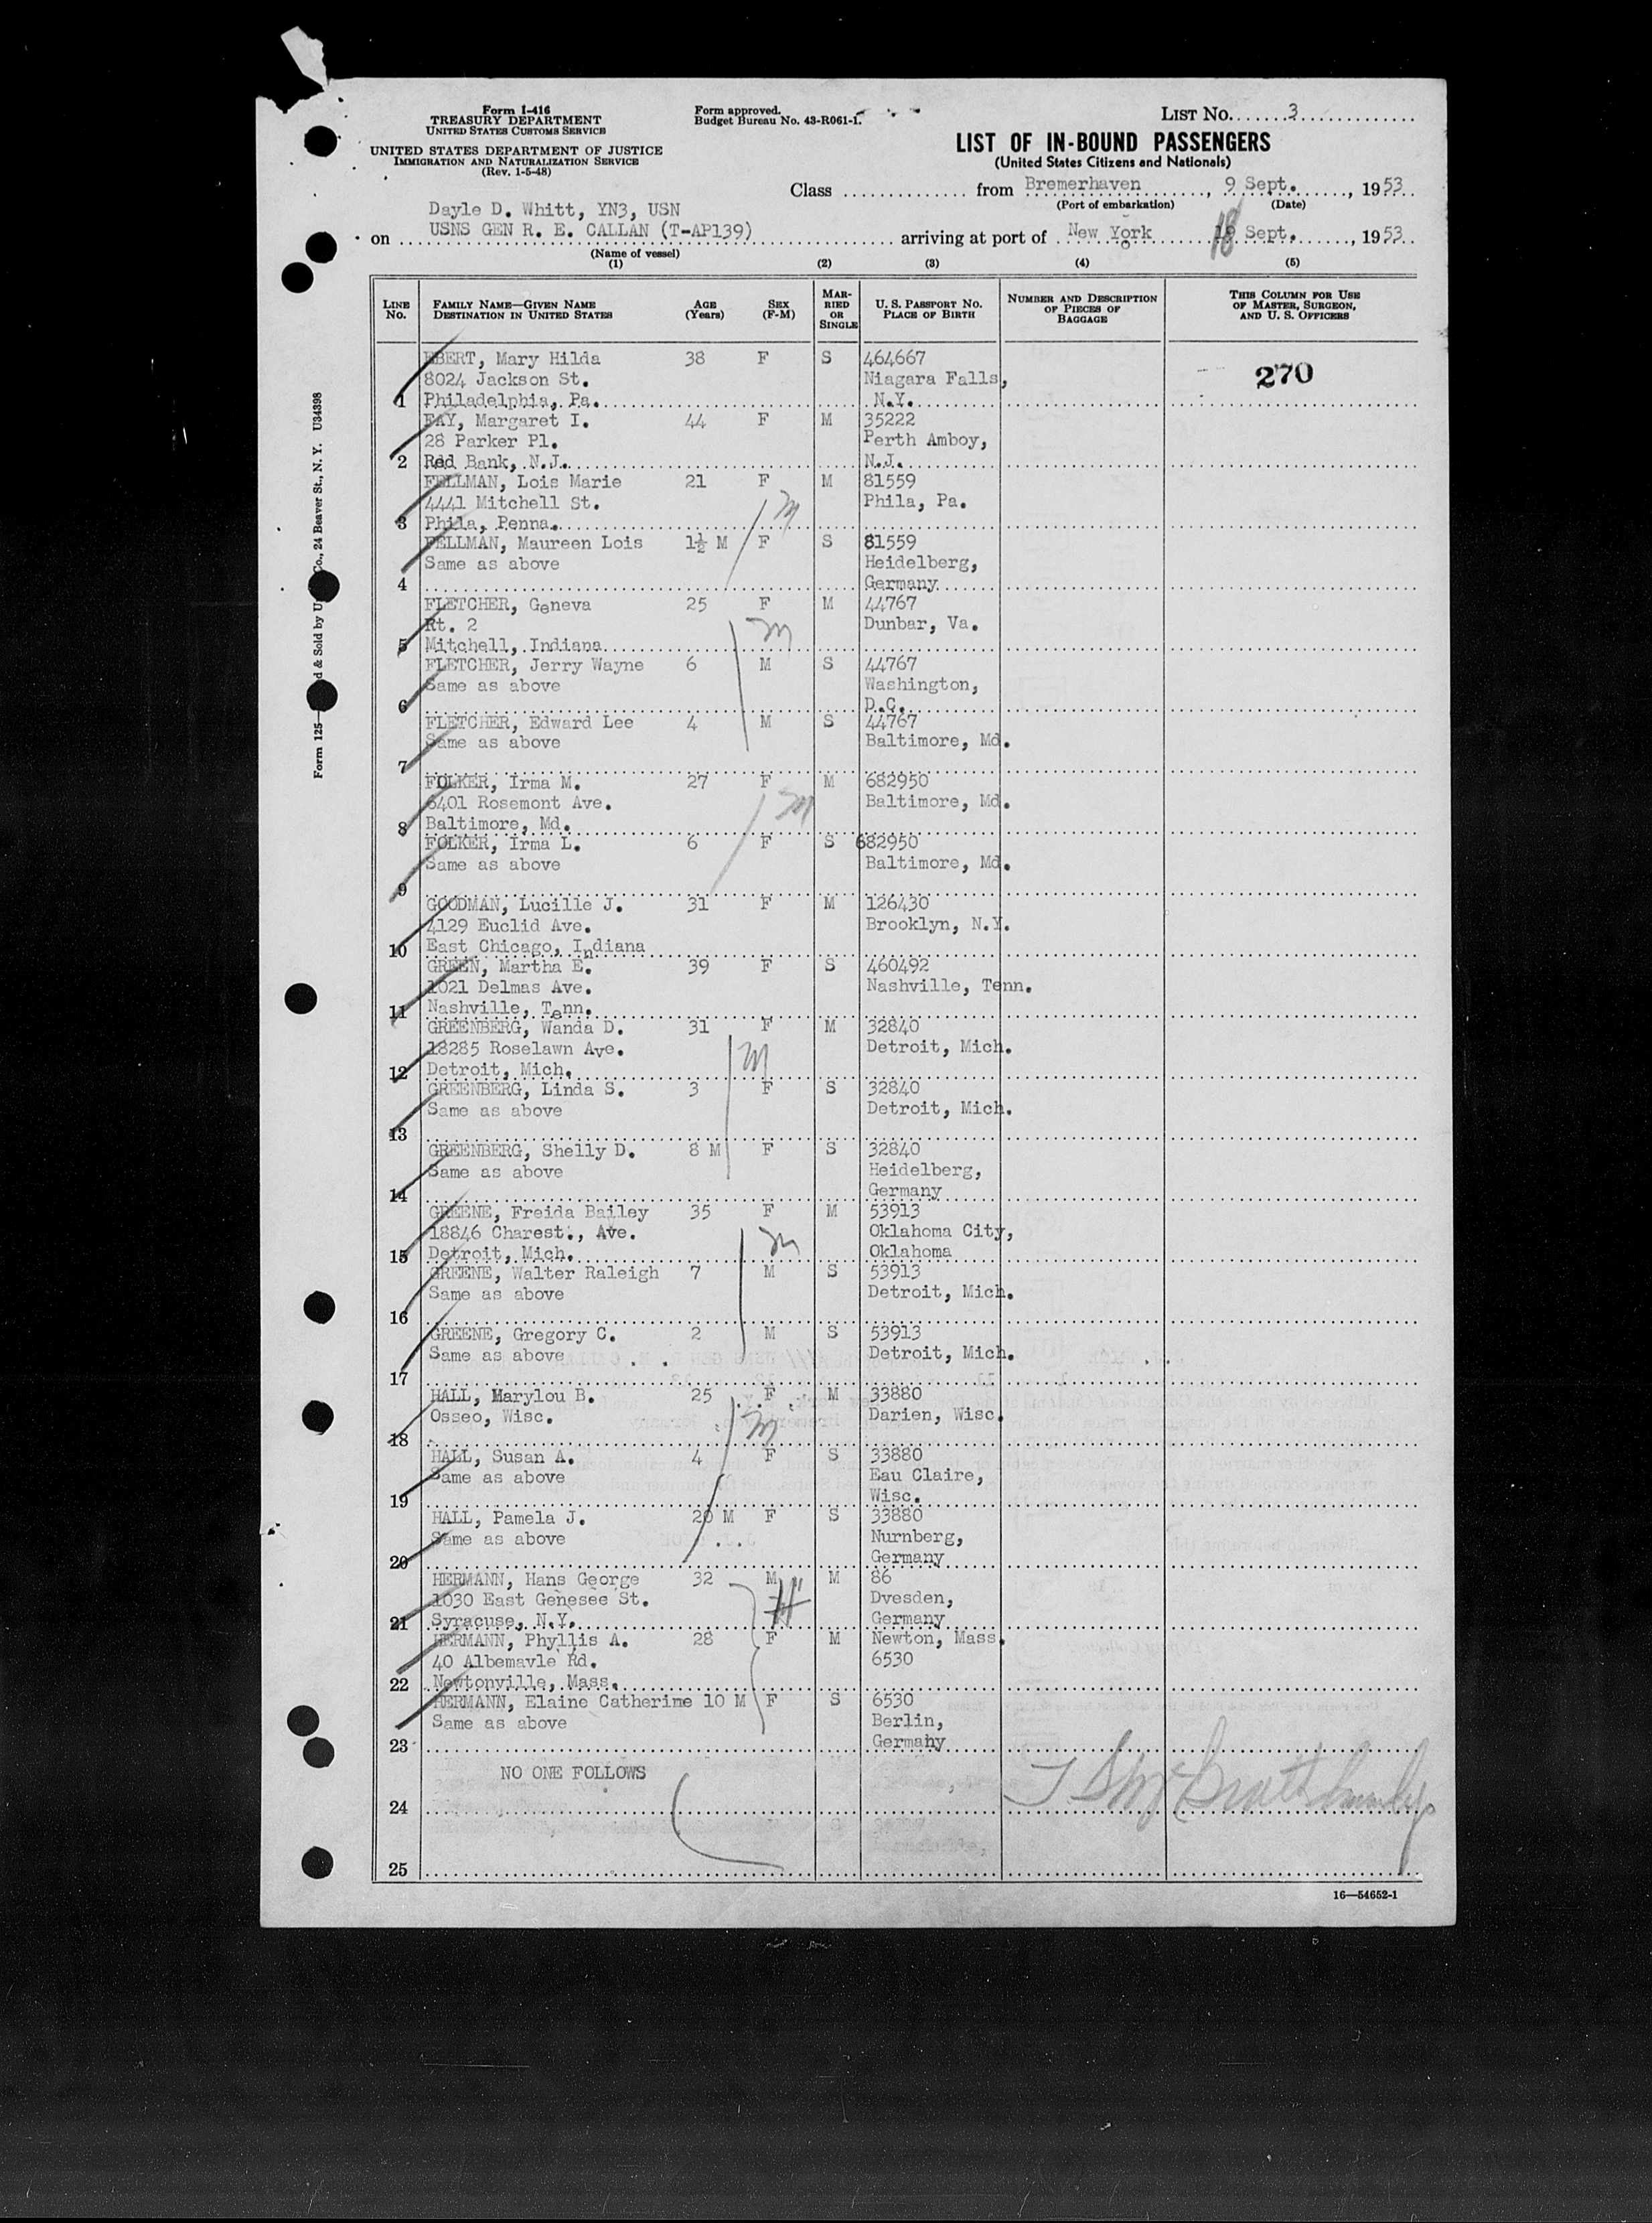 Form I-416
TREASURY DEPARTMENT
UNITED STATES CUSTOMS SERVICE
UNITED STATES DEPARTMENT OF JUSTICE
IMMIGRATION AND NATURALIZATION SERVICE
(Rev. 1-5-48)
Form approved.
Budget Bureau No. 43-R061-1.
LIST No. 3
LIST OF IN-BOUND PASSENGERS
(United States Citizens and Nationals)
Class from Bremerhaven, 9 Sept., 1953
(Port of embarkation) (Date)
Dayle D. Whitt, YN3, USN
on USNS GEN R. E. CALLAN (T-AP139) arriving at port of New York 18 Sept., 1953
(Name of vessel)
(1) (2) (3) (4) (5)
LINE No. FAMILY NAME—GIVEN NAME DESTINATION IN UNITED STATES AGE (Years) SEX (F-M) MARRIED OR SINGLE U. S. PASSPORT NO. PLACE OF BIRTH NUMBER AND DESCRIPTION OF PIECES OF BAGGAGE THIS COLUMN FOR USE OF MASTER, SURGEON, AND U. S. OFFICERS
EBERT, Mary Hilda 38 F S 464667 270
8024 Jackson St. Niagara Falls,
1 Philadelphia, Pa. N.Y.
FAY, Margaret I. 44 F M 35222
28 Parker Pl. Perth Amboy,
2 Red Bank, N.J. N.J.
FELLMAN, Lois Marie 21 F M 81559
4441 Mitchell St. Phila, Pa.
3 Phila, Penna. M
FELLMAN, Maureen Lois 1½ M F S 81559
Same as above Heidelberg,
4 Germany
FLETCHER, Geneva 25 F M 44767
Rt. 2 Dunbar, Va.
5 Mitchell, Indiana M
FLETCHER, Jerry Wayne 6 M S 44767
Same as above Washington,
6 D.C.
FLETCHER, Edward Lee 4 M S 44767
Same as above Baltimore, Md.
7
FOLKER, Irma M. 27 F M 682950
6401 Rosemont Ave. M Baltimore, Md.
8 Baltimore, Md.
FOLKER, Irma L. 6 F S 682950
Same as above Baltimore, Md.
9
GOODMAN, Lucille J. 31 F M 126430
4129 Euclid Ave. Brooklyn, N.Y.
10 East Chicago, Indiana
GREEN, Martha E. 39 F S 460492
1021 Delmas Ave. Nashville, Tenn.
11 Nashville, Tenn.
GREENBERG, Wanda D. 31 F M 32840
18285 Roselawn Ave. M Detroit, Mich.
12 Detroit, Mich.
GREENBERG, Linda S. 3 F S 32840
Same as above Detroit, Mich.
13
GREENBERG, Shelly D. 8 M F S 32840
Same as above Heidelberg,
14 Germany
GREENE, Freida Bailey 35 F M 53913
18846 Charest., Ave. Oklahoma City,
15 Detroit, Mich. M Oklahoma
GREENE, Walter Raleigh 7 M S 53913
Same as above Detroit, Mich.
16
GREENE, Gregory C. 2 M S 53913
Same as above Detroit, Mich.
17
HALL, Marylou B. 25 F M 33880
Osseo, Wisc. M Darien, Wisc.
18
HALL, Susan A. 4 F S 33880
Same as above Eau Claire,
19 Wisc.
HALL, Pamela J. 20 M F S 33880
Same as above Nurnberg,
20 Germany
HERMANN, Hans George 32 M M 86
1030 East Genesee St. Dvesden,
21 Syracuse, N.Y. Germany
HERMANN, Phyllis A. 28 F M Newton, Mass.
40 Albemavle Rd. 6530
22 Newtonville, Mass.
HERMANN, Elaine Catherine 10 M F S 6530
Same as above Berlin,
23 Germany
NO ONE FOLLOWS
24
25
16—54652-1
Form 125— & Sold by Co., 24 Beaver St., N. Y. U34398